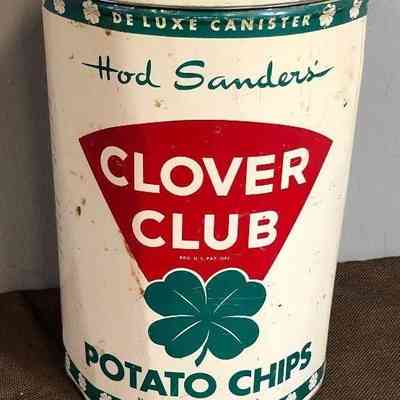 DE LUXE CANISTER
Hod Sanders'
CLOVER
CLUB
REG. U.S. PAT. OFF.
POTATO CHIPS